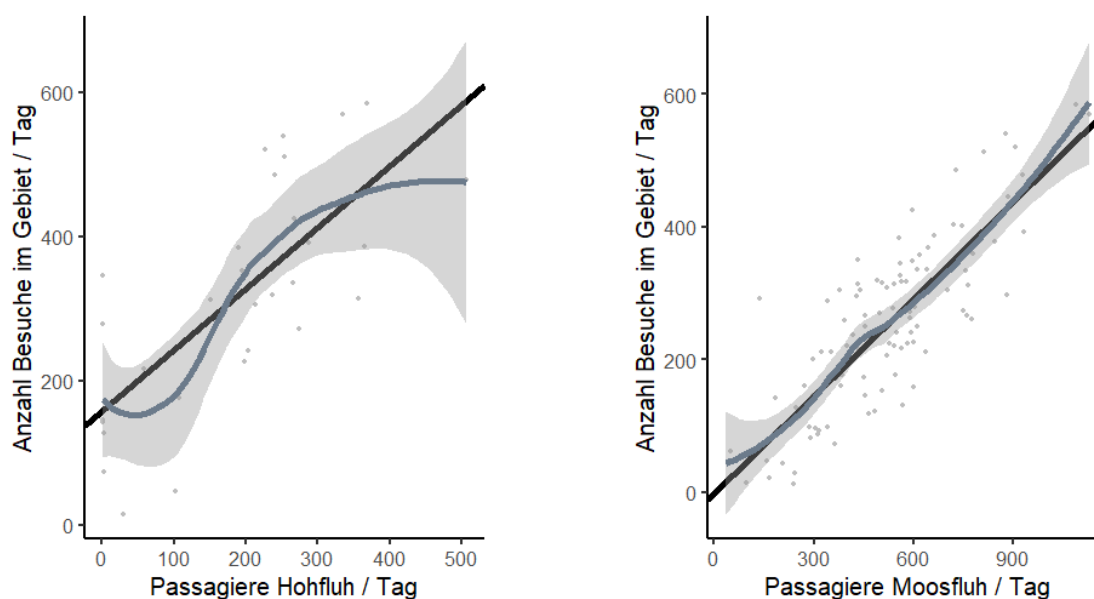 Anzahl Besuche im Gebiet / Tag
600
400
200
0
0 100 200 300 400 500
Passagiere Hohfluh / Tag
Anzahl Besuche im Gebiet / Tag
600
400
200
0
0 300 600 900
Passagiere Moosfluh / Tag